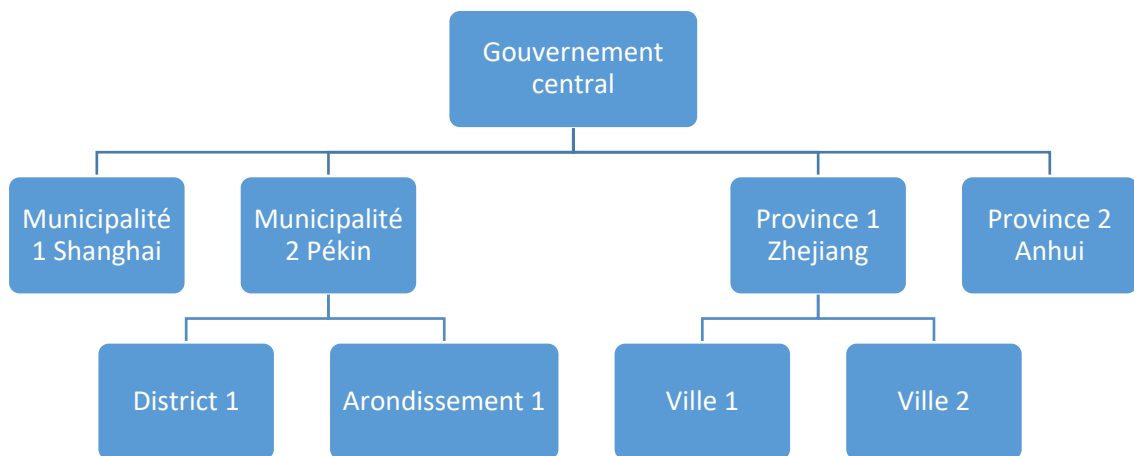 Gouvernement
central
Municipalité
1 Shanghai
Municipalité
2 Pékin
Province 1
Zhejiang
Province 2
Anhui
District 1
Arondissement 1
Ville 1
Ville 2